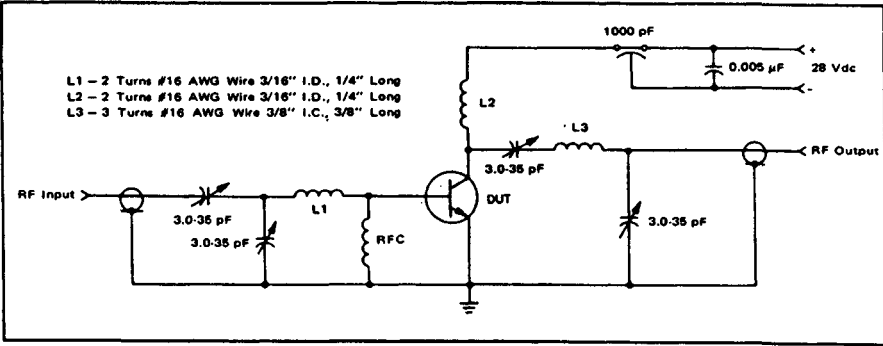 1000 pF
+
0.005 µF
28 Vdc
-
L1 – 2 Turns #16 AWG Wire 3/16" I.D., 1/4" Long
L2 – 2 Turns #16 AWG Wire 3/16" I.D., 1/4" Long
L3 – 3 Turns #16 AWG Wire 3/8" I.C., 3/8" Long
L2
L3
RF Output
3.0-35 pF
RF Input
DUT
L1
3.0-35 pF
3.0-35 pF
RFC
3.0-35 pF